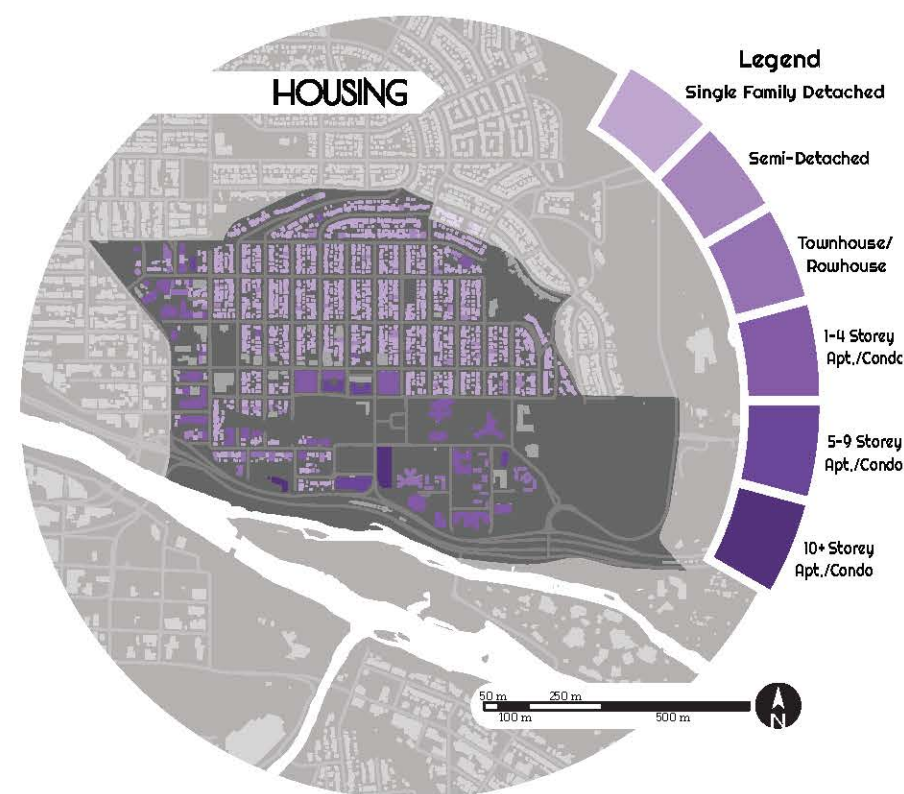 HOUSING
Legend
Single Family Detached
Semi-Detached
Townhouse/
Rowhouse
1-4 Storey
Apt./Condc
5-9 Storey
Apt./Condo
10+ Storey
Apt./Condo
50 m
250 m
100 m
500 m
N